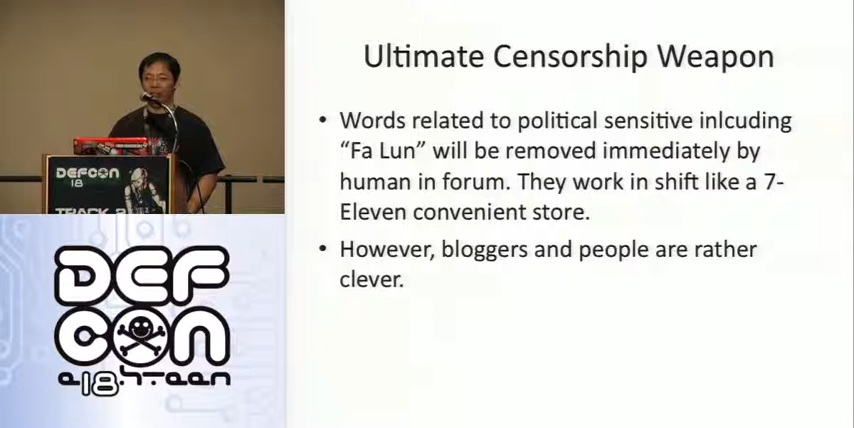 DEFCON
18
TRACK
DEF
CON
e18hteen
Ultimate Censorship Weapon
• Words related to political sensitive inlcuding
“Fa Lun” will be removed immediately by
human in forum. They work in shift like a 7-
Eleven convenient store.
• However, bloggers and people are rather
clever.